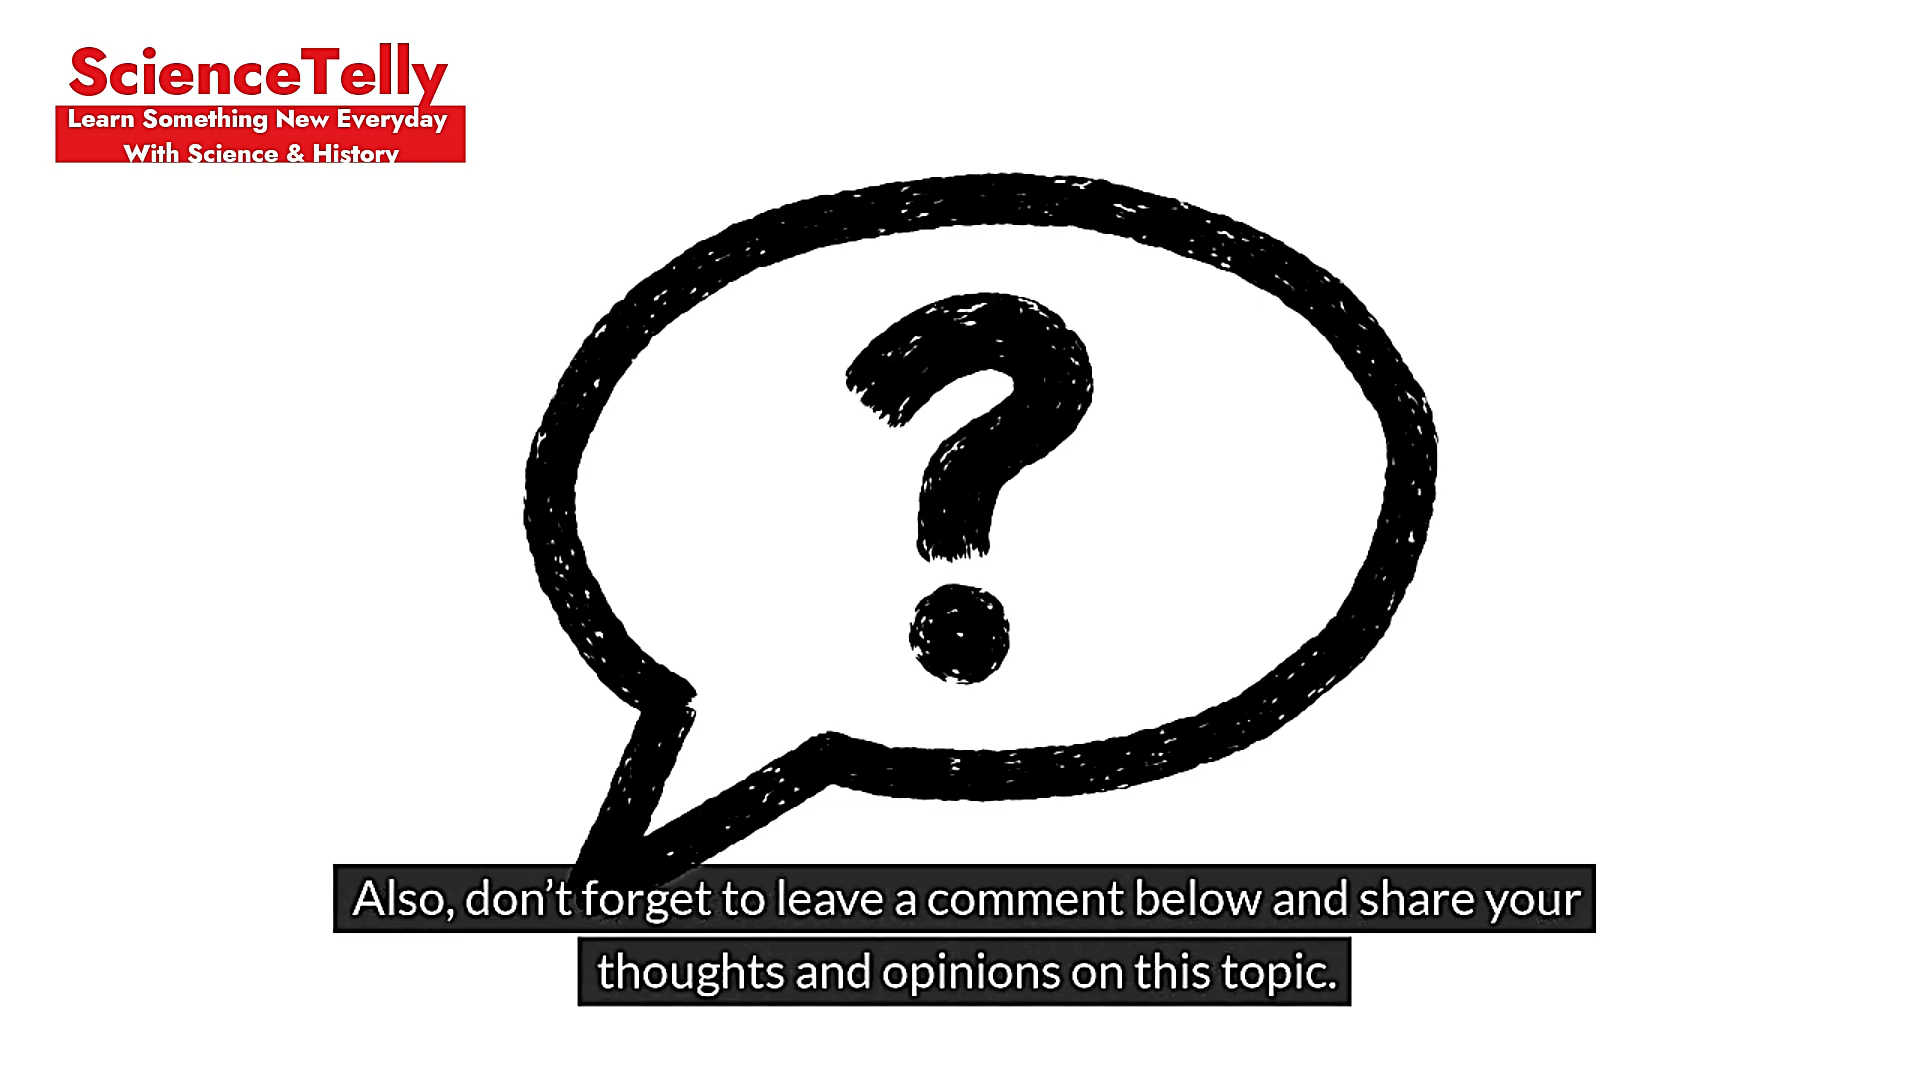 ScienceTelly
Learn Something New Everyday
With Science & History
?
Also, don’t forget to leave a comment below and share your
thoughts and opinions on this topic.